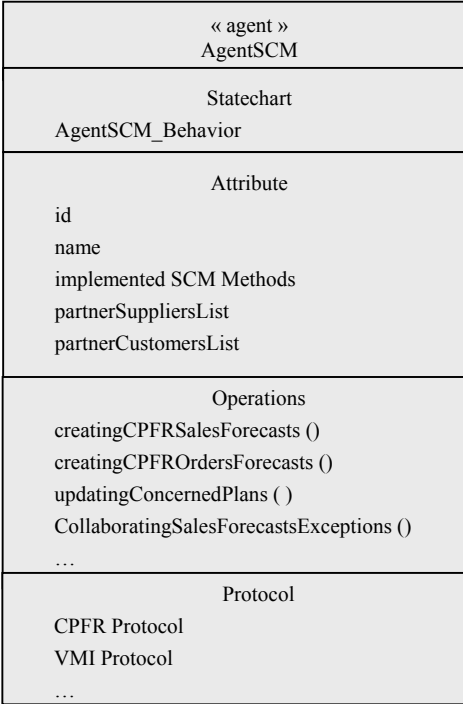 « agent »
AgentSCM
Statechart
AgentSCM_Behavior
Attribute
id
name
implemented SCM Methods
partnerSuppliersList
partnerCustomersList
Operations
creatingCPFRSalesForecasts ()
creatingCPFROrdersForecasts ()
updatingConcernedPlans ( )
CollaboratingSalesForecastsExceptions ()
…
Protocol
CPFR Protocol
VMI Protocol
…